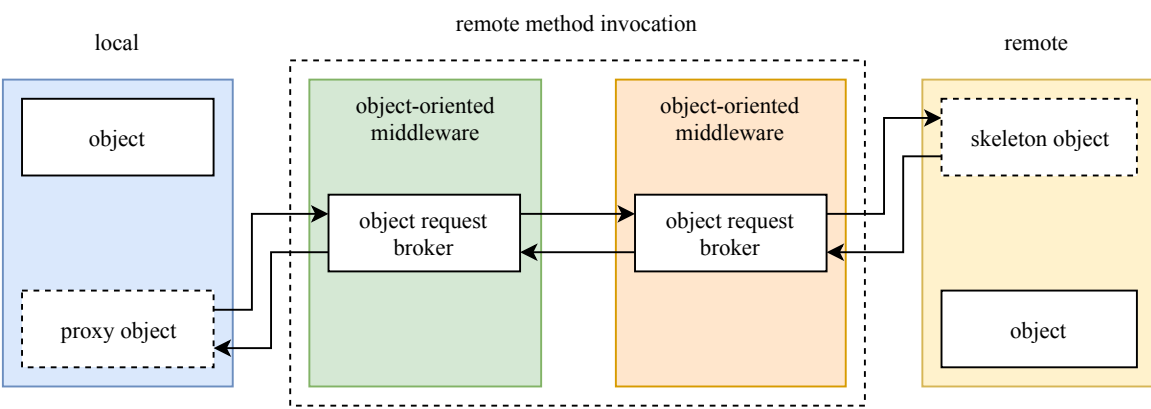 remote method invocation
local
remote
object
proxy object
object-oriented
middleware
object request
broker
object-oriented
middleware
object request
broker
skeleton object
object